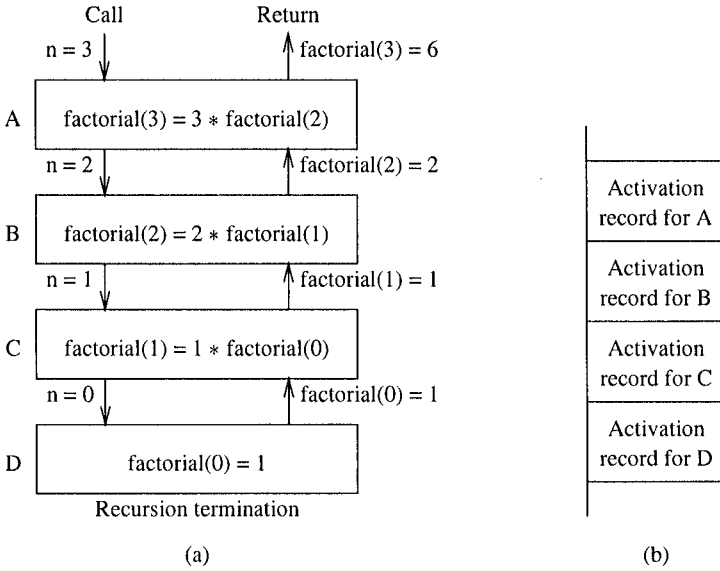 Call
Return
n = 3
factorial(3) = 6
A
factorial(3) = 3 * factorial(2)
n = 2
factorial(2) = 2
B
factorial(2) = 2 * factorial(1)
n = 1
factorial(1) = 1
C
factorial(1) = 1 * factorial(0)
n = 0
factorial(0) = 1
D
factorial(0) = 1
Recursion termination
(a)
Activation
record for A
Activation
record for B
Activation
record for C
Activation
record for D
(b)